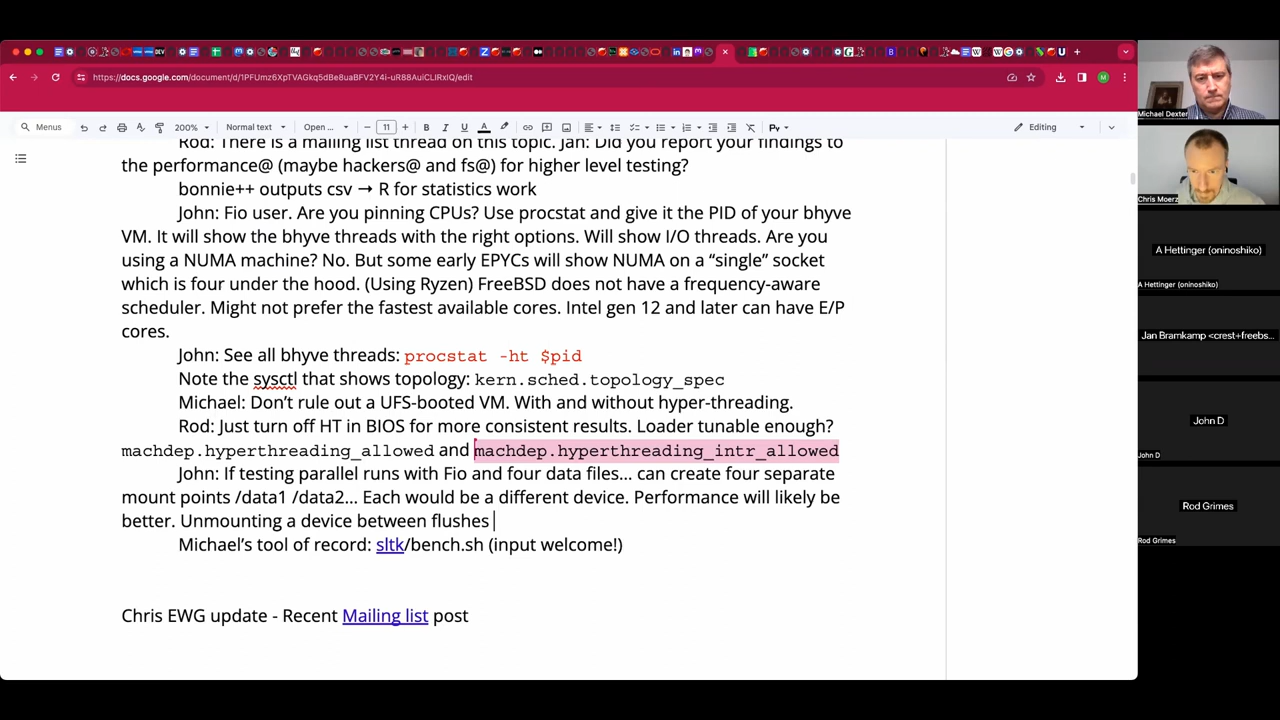 https://docs.google.com/document/d/1PFUmz6XpTVAGkq5dBe8uaBFV2Y4i-uR88AuiCLlRxIQ/edit
Menus
200%
Normal text
Open ...
11
Editing
Rod: There is a mailing list thread on this topic. Jan: Did you report your findings to
the performance@ (maybe hackers@ and fs@) for higher level testing?
bonnie++ outputs csv → R for statistics work
John: Fio user. Are you pinning CPUs? Use procstat and give it the PID of your bhyve
VM. It will show the bhyve threads with the right options. Will show I/O threads. Are you
using a NUMA machine? No. But some early EPYCs will show NUMA on a “single” socket
which is four under the hood. (Using Ryzen) FreeBSD does not have a frequency-aware
scheduler. Might not prefer the fastest available cores. Intel gen 12 and later can have E/P
cores.
John: See all bhyve threads: procstat -ht $pid
Note the sysctl that shows topology: kern.sched.topology_spec
Michael: Don’t rule out a UFS-booted VM. With and without hyper-threading.
Rod: Just turn off HT in BIOS for more consistent results. Loader tunable enough?
machdep.hyperthreading_allowed and machdep.hyperthreading_intr_allowed
John: If testing parallel runs with Fio and four data files… can create four separate
mount points /data1 /data2… Each would be a different device. Performance will likely be
better. Unmounting a device between flushes
Michael’s tool of record: sltk/bench.sh (input welcome!)
Chris EWG update - Recent Mailing list post
Michael Dexter
Chris Moerz
A Hettinger (oninoshiko)
A Hettinger (oninoshiko)
Jan Bramkamp <crest+freebs...
John D
John D
Rod Grimes
Rod Grimes